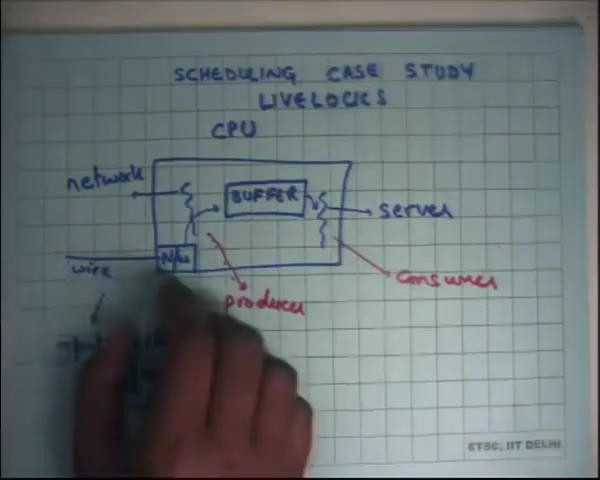 SCHEDULING CASE STUDY
LIVELOCKS
CPU
network
BUFFER
server
N/W
wire
consumer
producer
ETSC, IIT DELHI